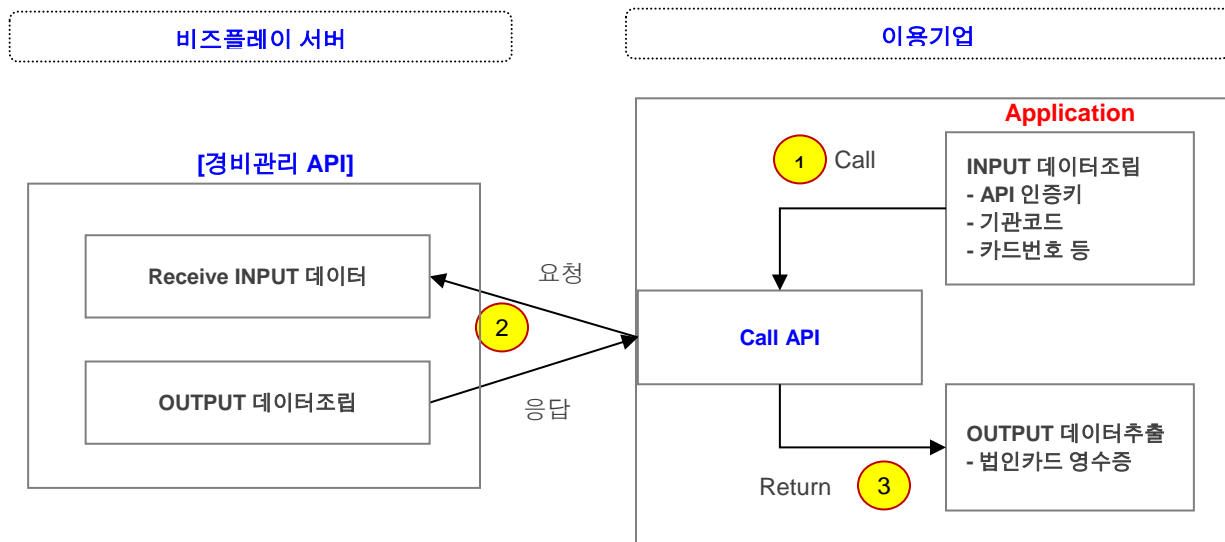 비즈플레이 서버
이용기업
Application
[경비관리 API]
1
Call
INPUT 데이터조립
- API 인증키
- 기관코드
- 카드번호 등
Receive INPUT 데이터
요청
2
Call API
OUTPUT 데이터조립
응답
OUTPUT 데이터추출
- 법인카드 영수증
Return
3